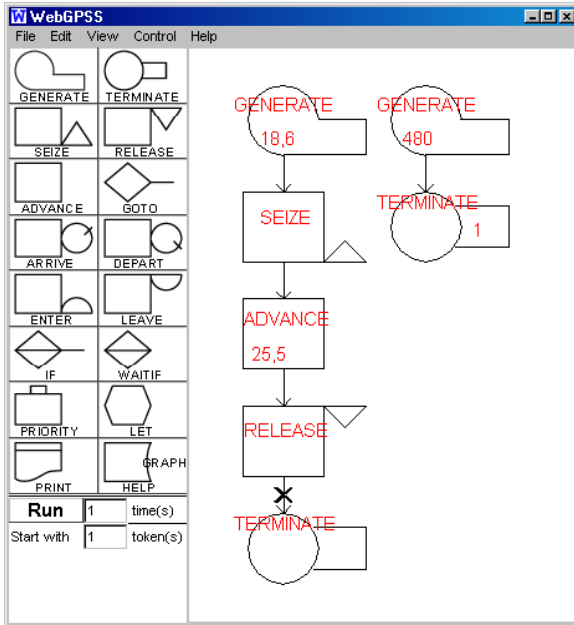 WebGPSS
File Edit View Control Help
GENERATE TERMINATE
SEIZE RELEASE
ADVANCE GOTO
ARRIVE DEPART
ENTER LEAVE
IF WAITIF
PRIORITY LET
GRAPH
PRINT HELP
Run 1 time(s)
Start with 1 token(s)
GENERATE
18,6
SEIZE
ADVANCE
25,5
RELEASE
TERMINATE
GENERATE
480
TERMINATE
1